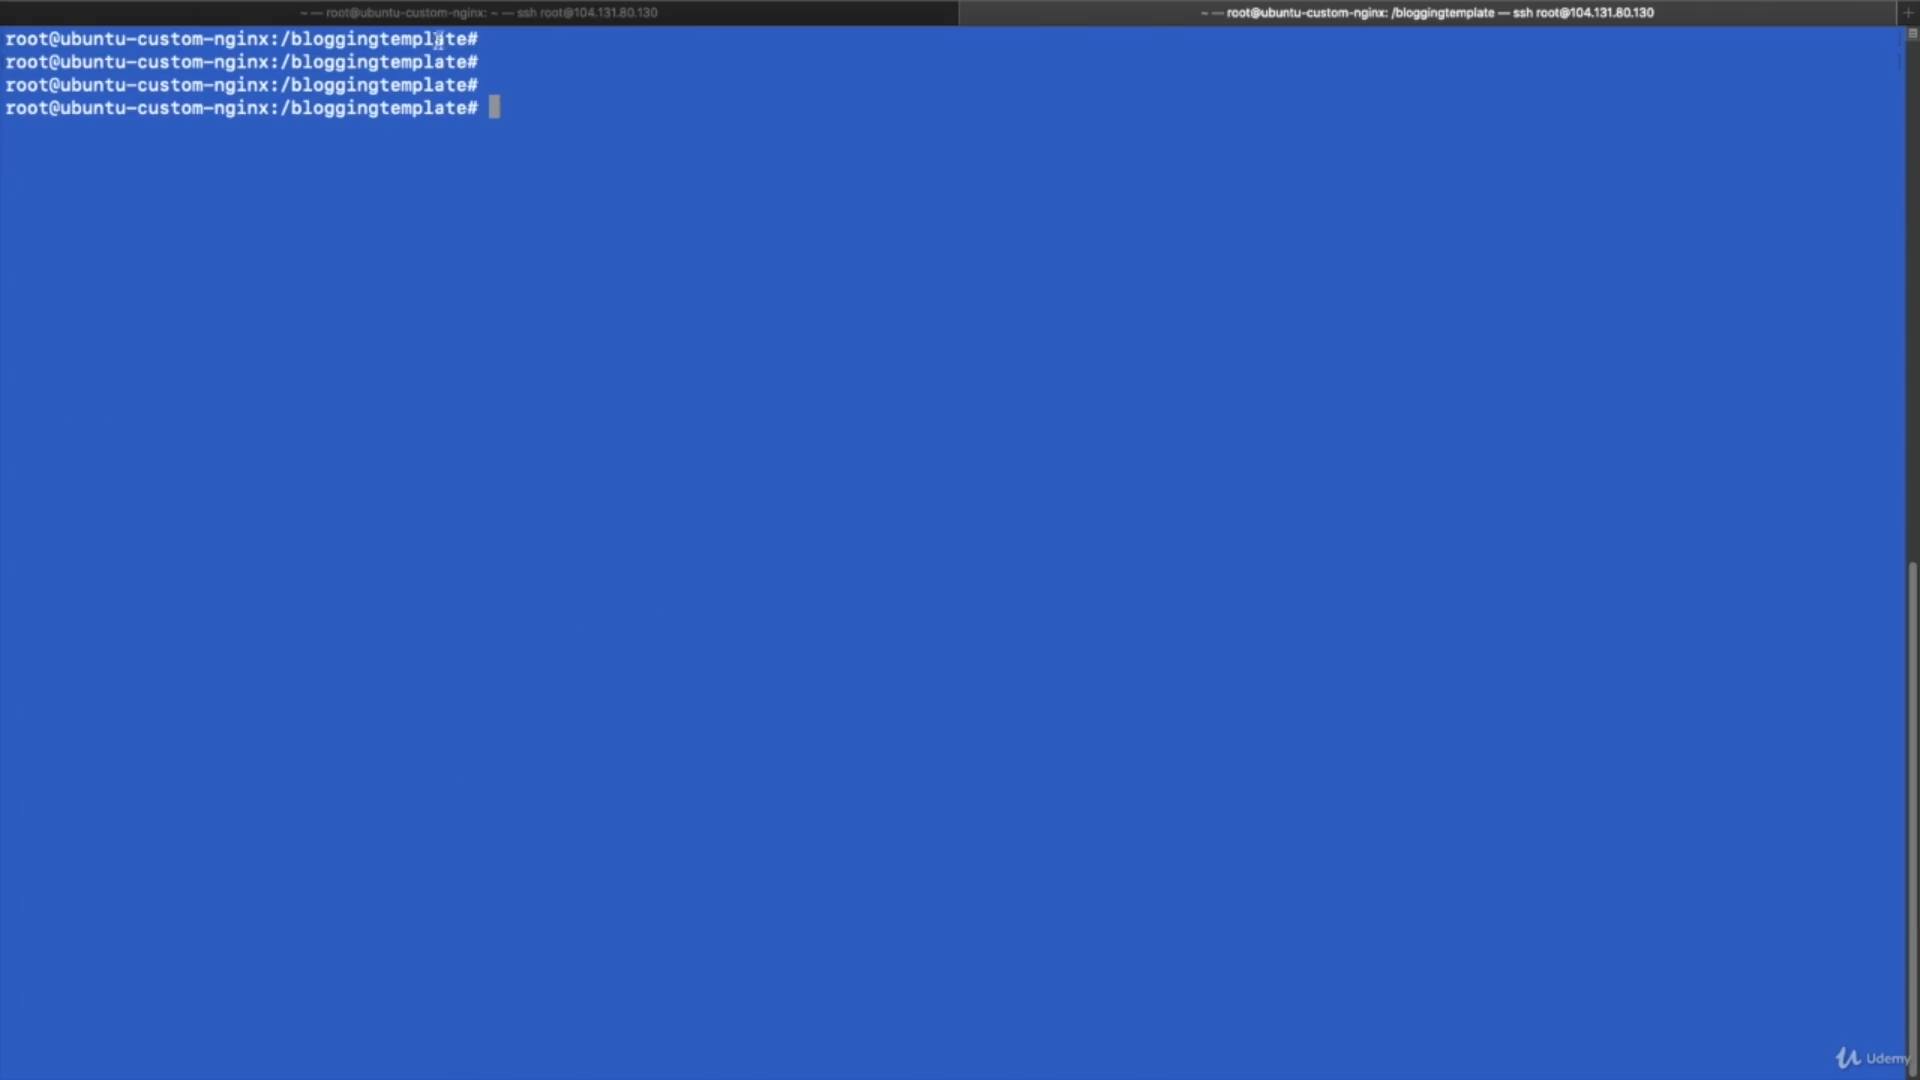 ~ — root@ubuntu-custom-nginx: ~ — ssh root@104.131.80.130
~ — root@ubuntu-custom-nginx: /bloggingtemplate — ssh root@104.131.80.130
root@ubuntu-custom-nginx:/bloggingtemplate#
root@ubuntu-custom-nginx:/bloggingtemplate#
root@ubuntu-custom-nginx:/bloggingtemplate#
root@ubuntu-custom-nginx:/bloggingtemplate#
Udemy